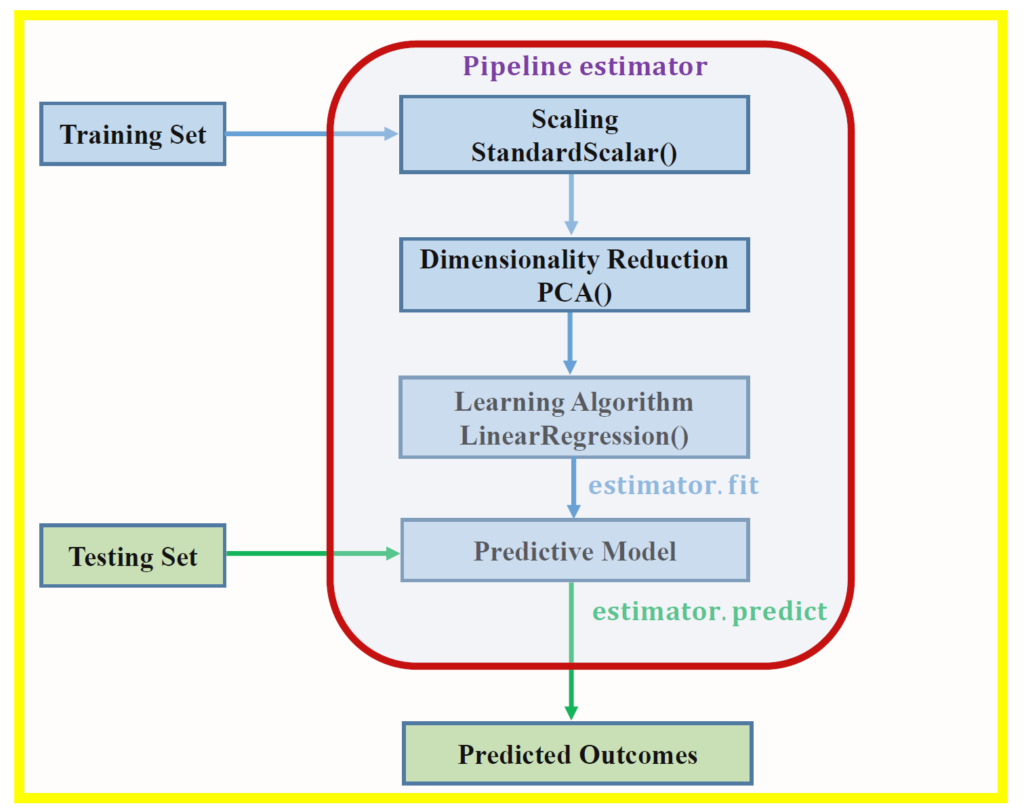 Pipeline estimator
Training Set
Scaling
StandardScalar()
Dimensionality Reduction
PCA()
Learning Algorithm
LinearRegression()
estimator.fit
Testing Set
Predictive Model
estimator.predict
Predicted Outcomes